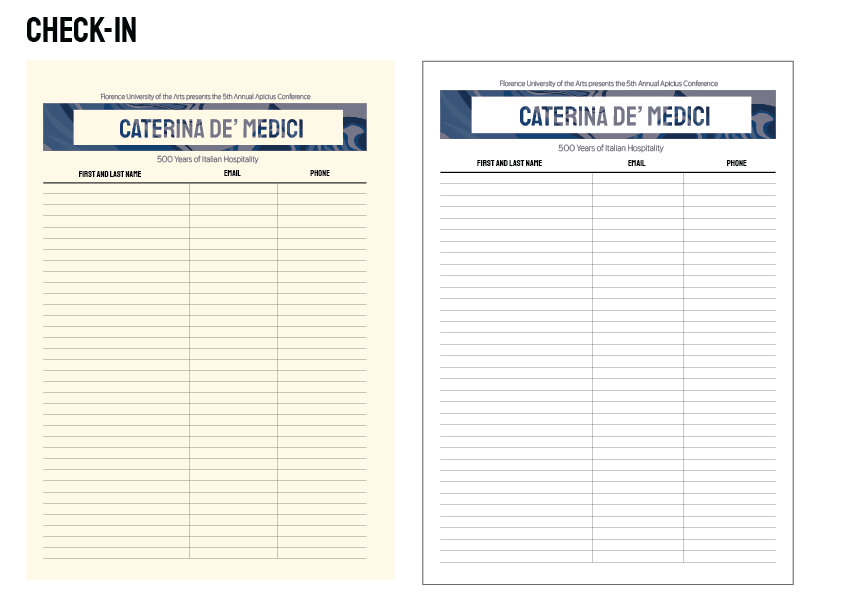 CHECK-IN
Florence University of the Arts presents the 5th Annual Apicius Conference
CATERINA DE’ MEDICI
500 Years of Italian Hospitality
FIRST AND LAST NAME EMAIL PHONE
Florence University of the Arts presents the 5th Annual Apicius Conference
CATERINA DE’ MEDICI
500 Years of Italian Hospitality
FIRST AND LAST NAME EMAIL PHONE